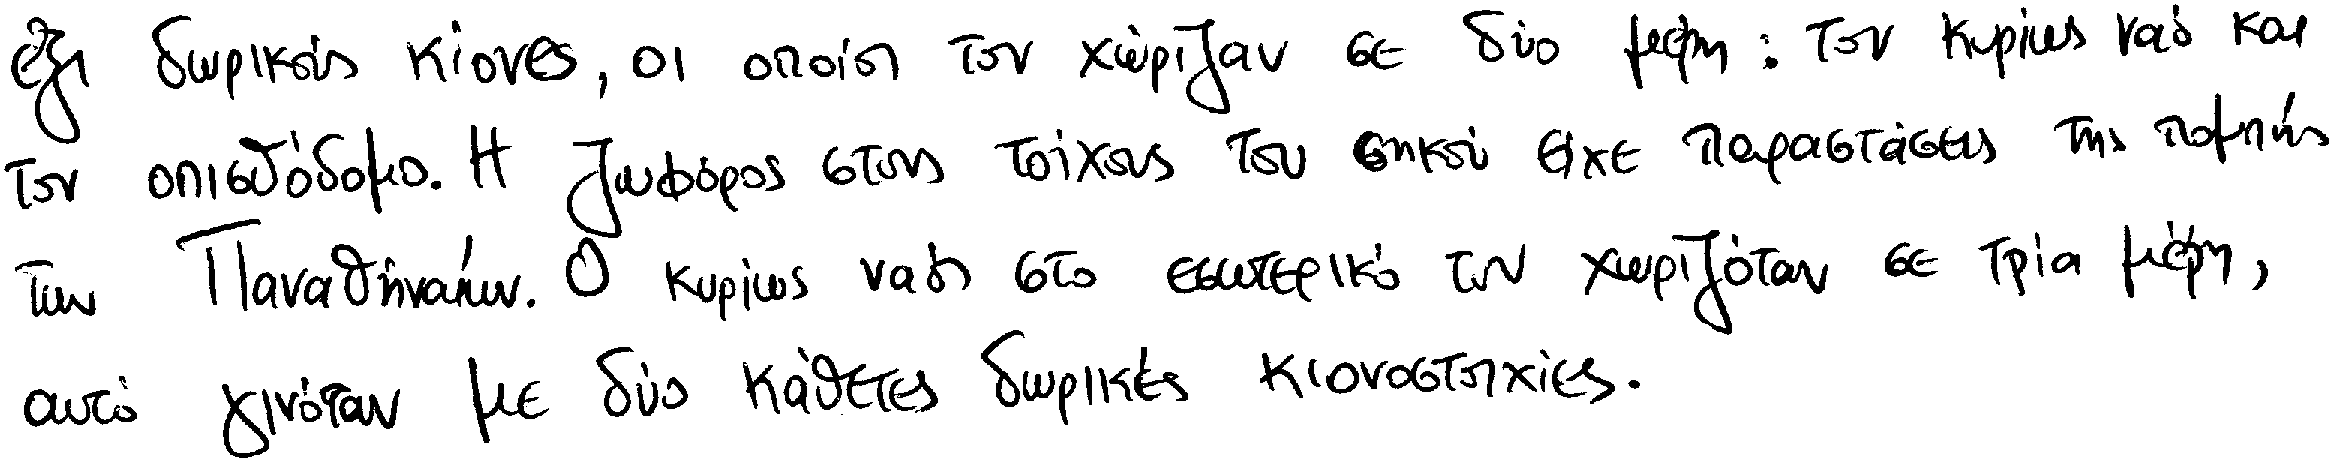 έξι δωρικούς κίονες, οι οποίοι τον χώριζαν σε δύο μέρη: τον κυρίως ναό και
τον οπισθόδομο. Η ζωφόρος στους τοίχους του σηκού είχε παραστάσεις της πομπής
των Παναθηναίων. Ο κυρίως ναός στο εσωτερικό του χωριζόταν σε τρία μέρη,
αυτό γινόταν με δύο κάθετες δωρικές κιονοστοιχίες.